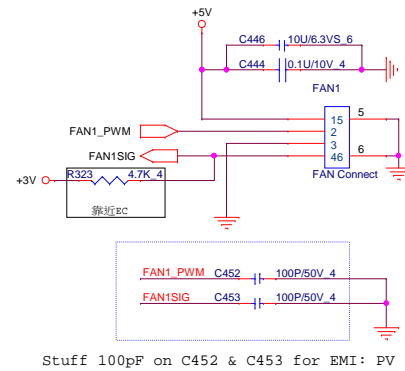 +5V
C446 10U/6.3VS_6
C444 0.1U/10V_4
FAN1
15 5
FAN1_PWM 2
3
FAN1SIG 46 6
FAN Connect
+3V R323 4.7K_4
靠近EC
FAN1_PWM C452 100P/50V_4
FAN1SIG C453 100P/50V_4
Stuff 100pF on C452 & C453 for EMI: PV